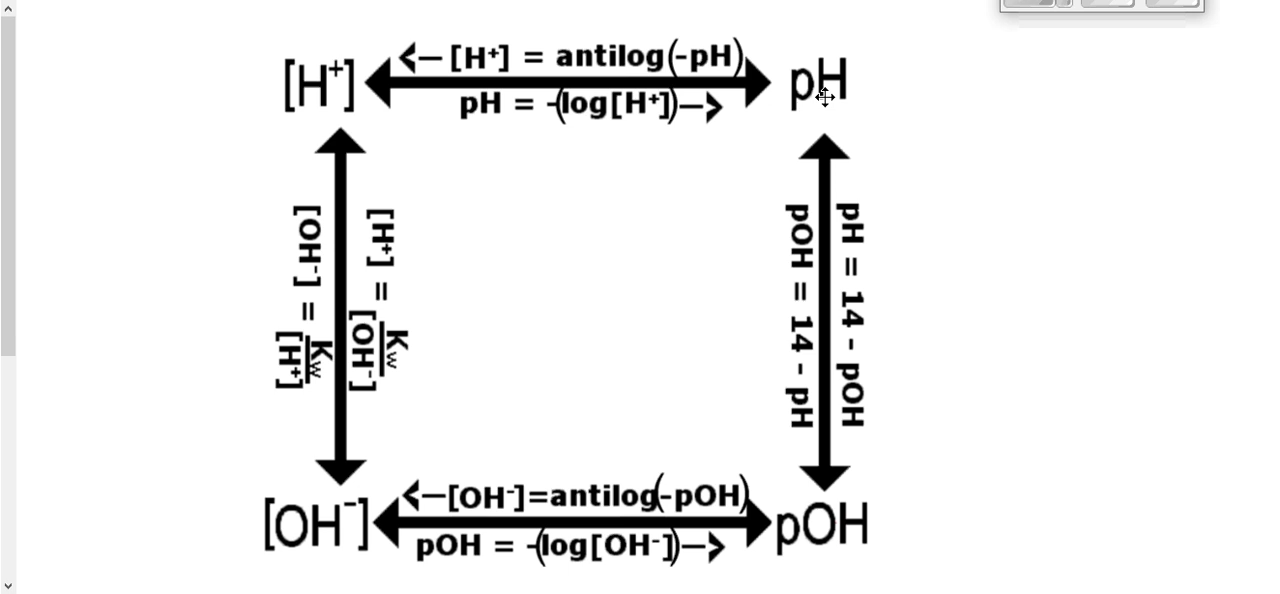 [H⁺]
<— [H⁺] = antilog(-pH)
pH = -(log[H⁺])—>
pH
[OH⁻] = Kw
[H⁺]
[H⁺] = Kw
[OH⁻]
pOH = 14 - pH
pH = 14 - pOH
[OH⁻]
<—[OH⁻]=antilog(-pOH)
pOH = -(log[OH⁻])—>
pOH